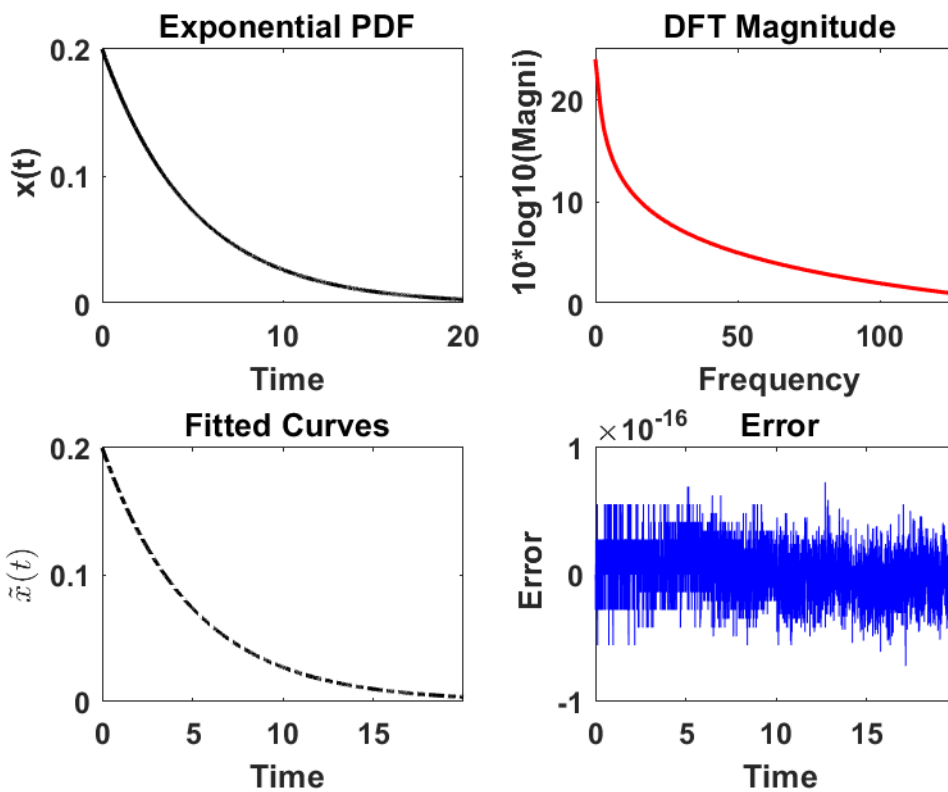 Exponential PDF
x(t)
0.2
0.1
0
0 10 20
Time
DFT Magnitude
10*log10(Magni)
20
10
0
0 50 100
Frequency
Fitted Curves
x̃(t)
0.2
0.1
0
0 5 10 15
Time
Error
×10⁻¹⁶
Error
1
0
-1
0 5 10 15
Time